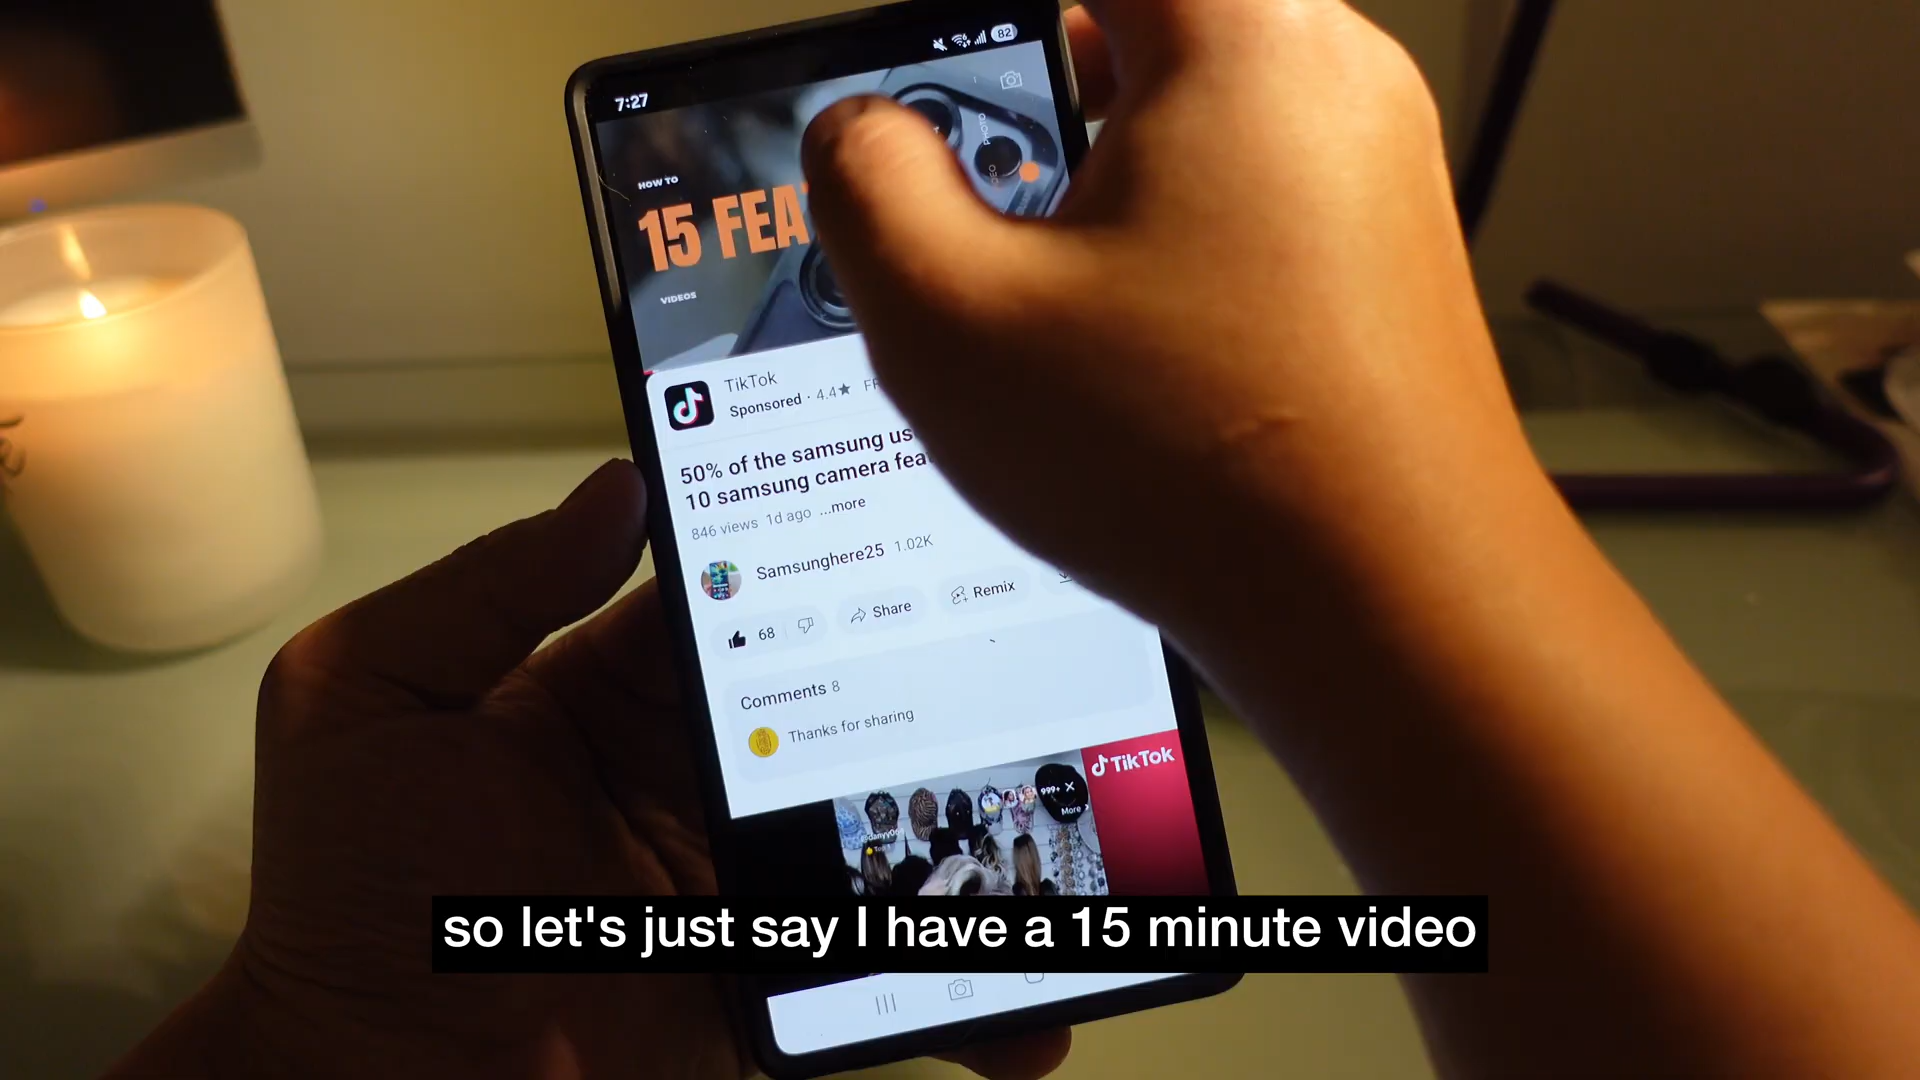 7:27
82
HOW TO
15 FEA
VIDEOS
PHOTO
TikTok
Sponsored · 4.4★
50% of the samsung us
10 samsung camera fea
846 views 1d ago ...more
Samsunghere25 1.02K
68
Share
Remix
Comments 8
Thanks for sharing
TikTok
999+ X
More
so let's just say I have a 15 minute video